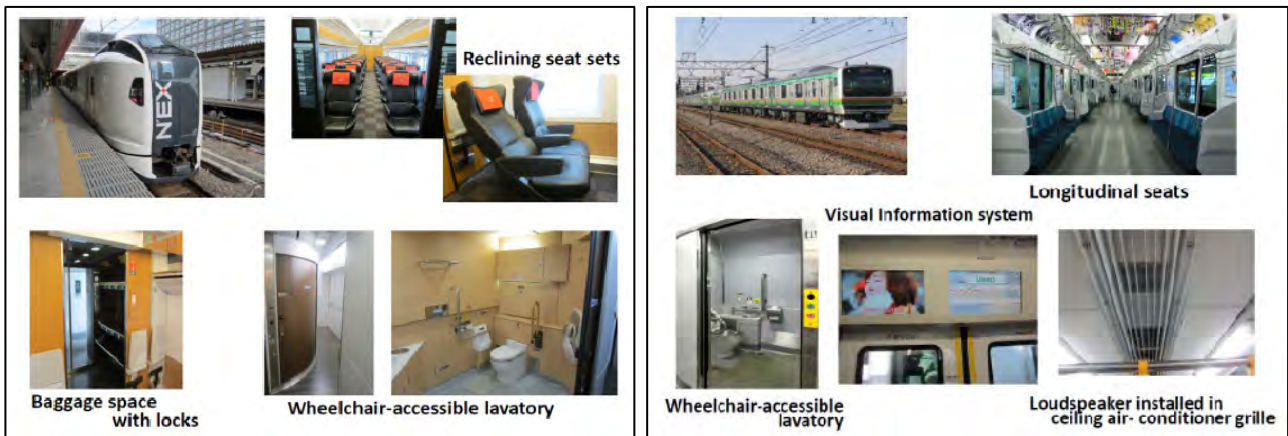 NEX
Reclining seat sets
Baggage space
with locks
Wheelchair-accessible lavatory
Longitudinal seats
Visual Information system
Wheelchair-accessible
lavatory
Loudspeaker installed in
ceiling air- conditioner grille